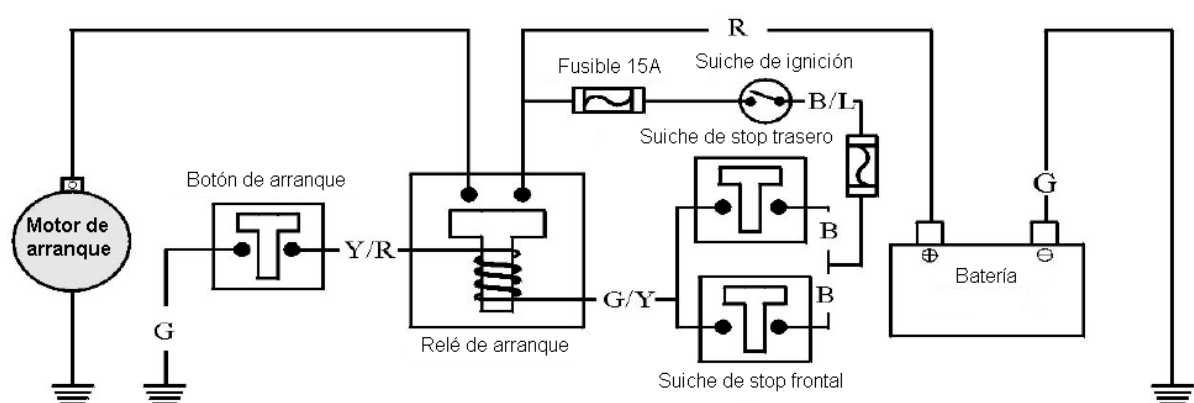 R
Fusible 15A
Suiche de ignición
B/L
Suiche de stop trasero
Botón de arranque
G
Motor de
arranque
Y/R
B
Batería
G/Y
B
G
Relé de arranque
Suiche de stop frontal